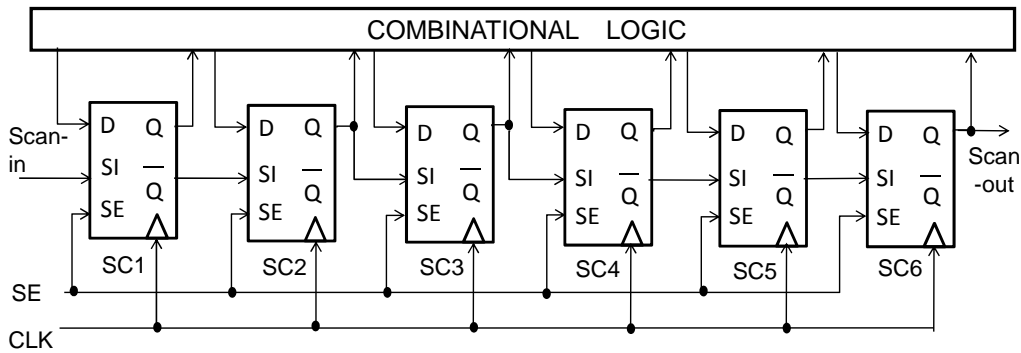 COMBINATIONAL LOGIC
Scan-
in
D Q
SI Q
SE
SC1
D Q
SI Q
SE
SC2
D Q
SI Q
SE
SC3
D Q
SI Q
SE
SC4
D Q
SI Q
SE
SC5
D Q
SI Q
SE
SC6
Scan
-out
SE
CLK